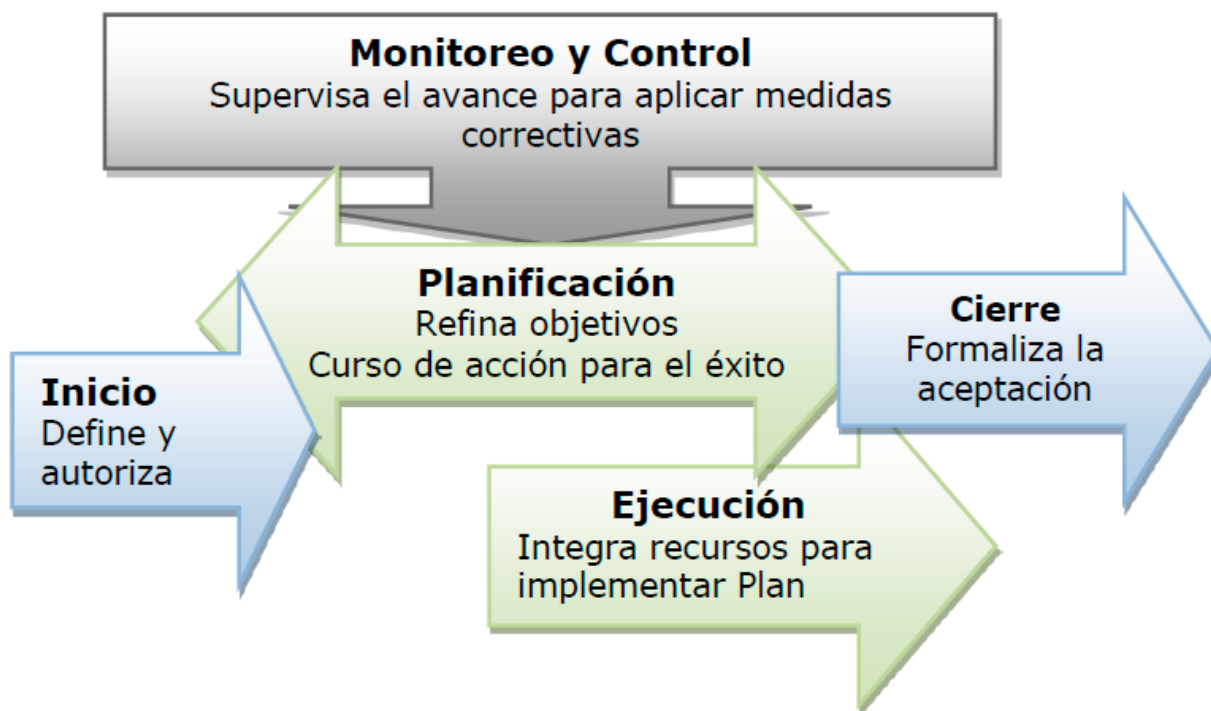 Monitoreo y Control
Supervisa el avance para aplicar medidas
correctivas
Planificación
Refina objetivos
Curso de acción para el éxito
Inicio
Define y
autoriza
Cierre
Formaliza la
aceptación
Ejecución
Integra recursos para
implementar Plan